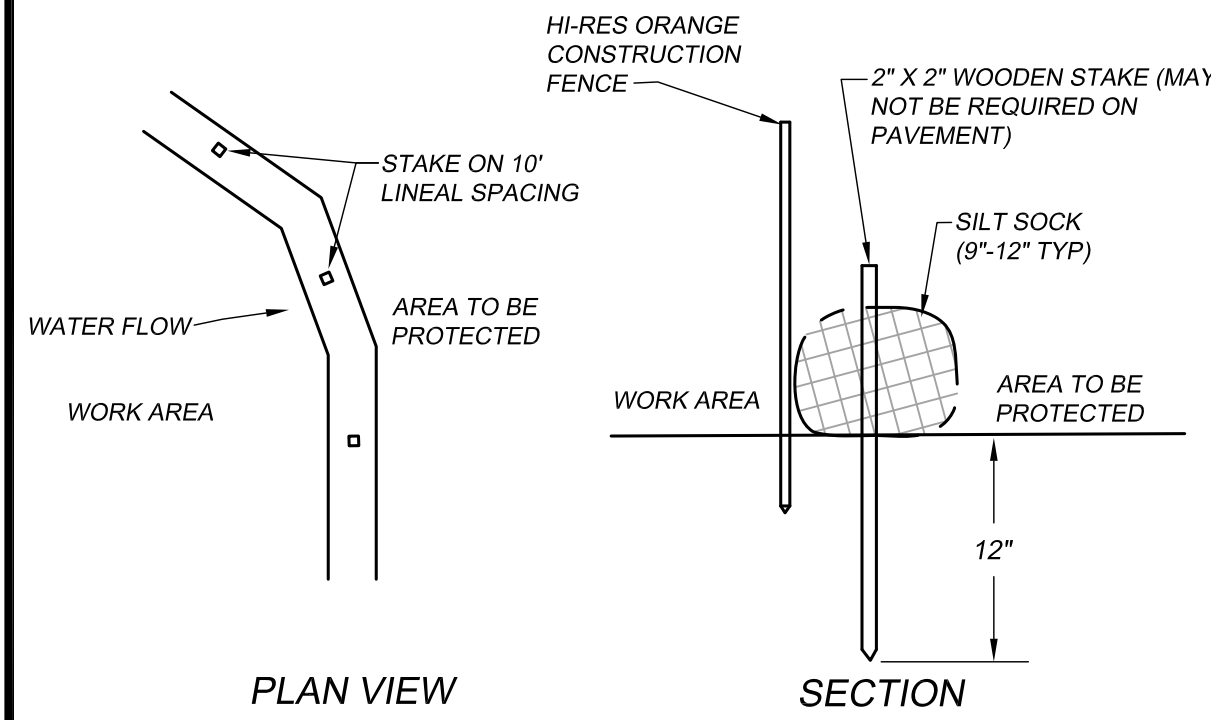 HI-RES ORANGE
CONSTRUCTION
FENCE
2" X 2" WOODEN STAKE (MAY
NOT BE REQUIRED ON
PAVEMENT)
STAKE ON 10'
LINEAL SPACING
SILT SOCK
(9"-12" TYP)
WATER FLOW
AREA TO BE
PROTECTED
WORK AREA
WORK AREA
AREA TO BE
PROTECTED
12"
PLAN VIEW
SECTION